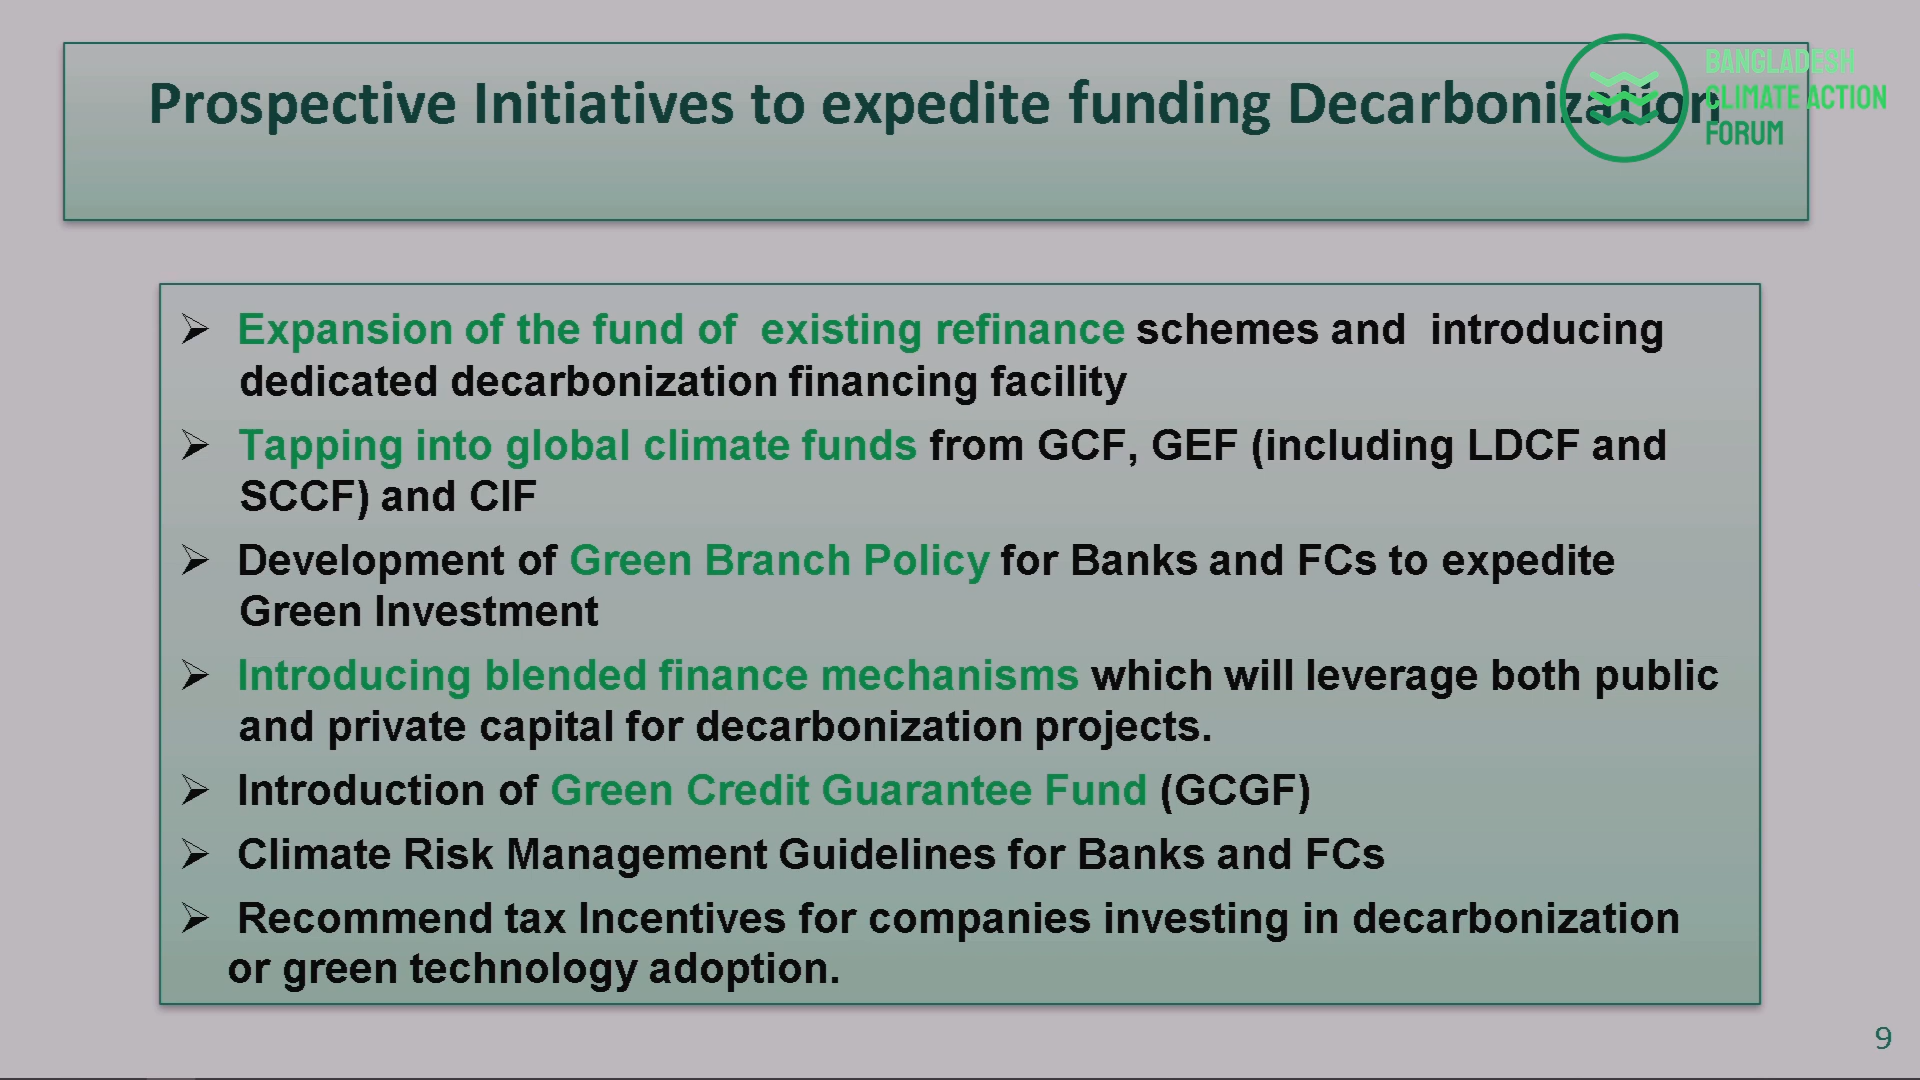 Prospective Initiatives to expedite funding Decarbonization
BANGLADESH
CLIMATE ACTION
FORUM
➢ Expansion of the fund of existing refinance schemes and introducing
dedicated decarbonization financing facility
➢ Tapping into global climate funds from GCF, GEF (including LDCF and
SCCF) and CIF
➢ Development of Green Branch Policy for Banks and FCs to expedite
Green Investment
➢ Introducing blended finance mechanisms which will leverage both public
and private capital for decarbonization projects.
➢ Introduction of Green Credit Guarantee Fund (GCGF)
➢ Climate Risk Management Guidelines for Banks and FCs
➢ Recommend tax Incentives for companies investing in decarbonization
or green technology adoption.
9